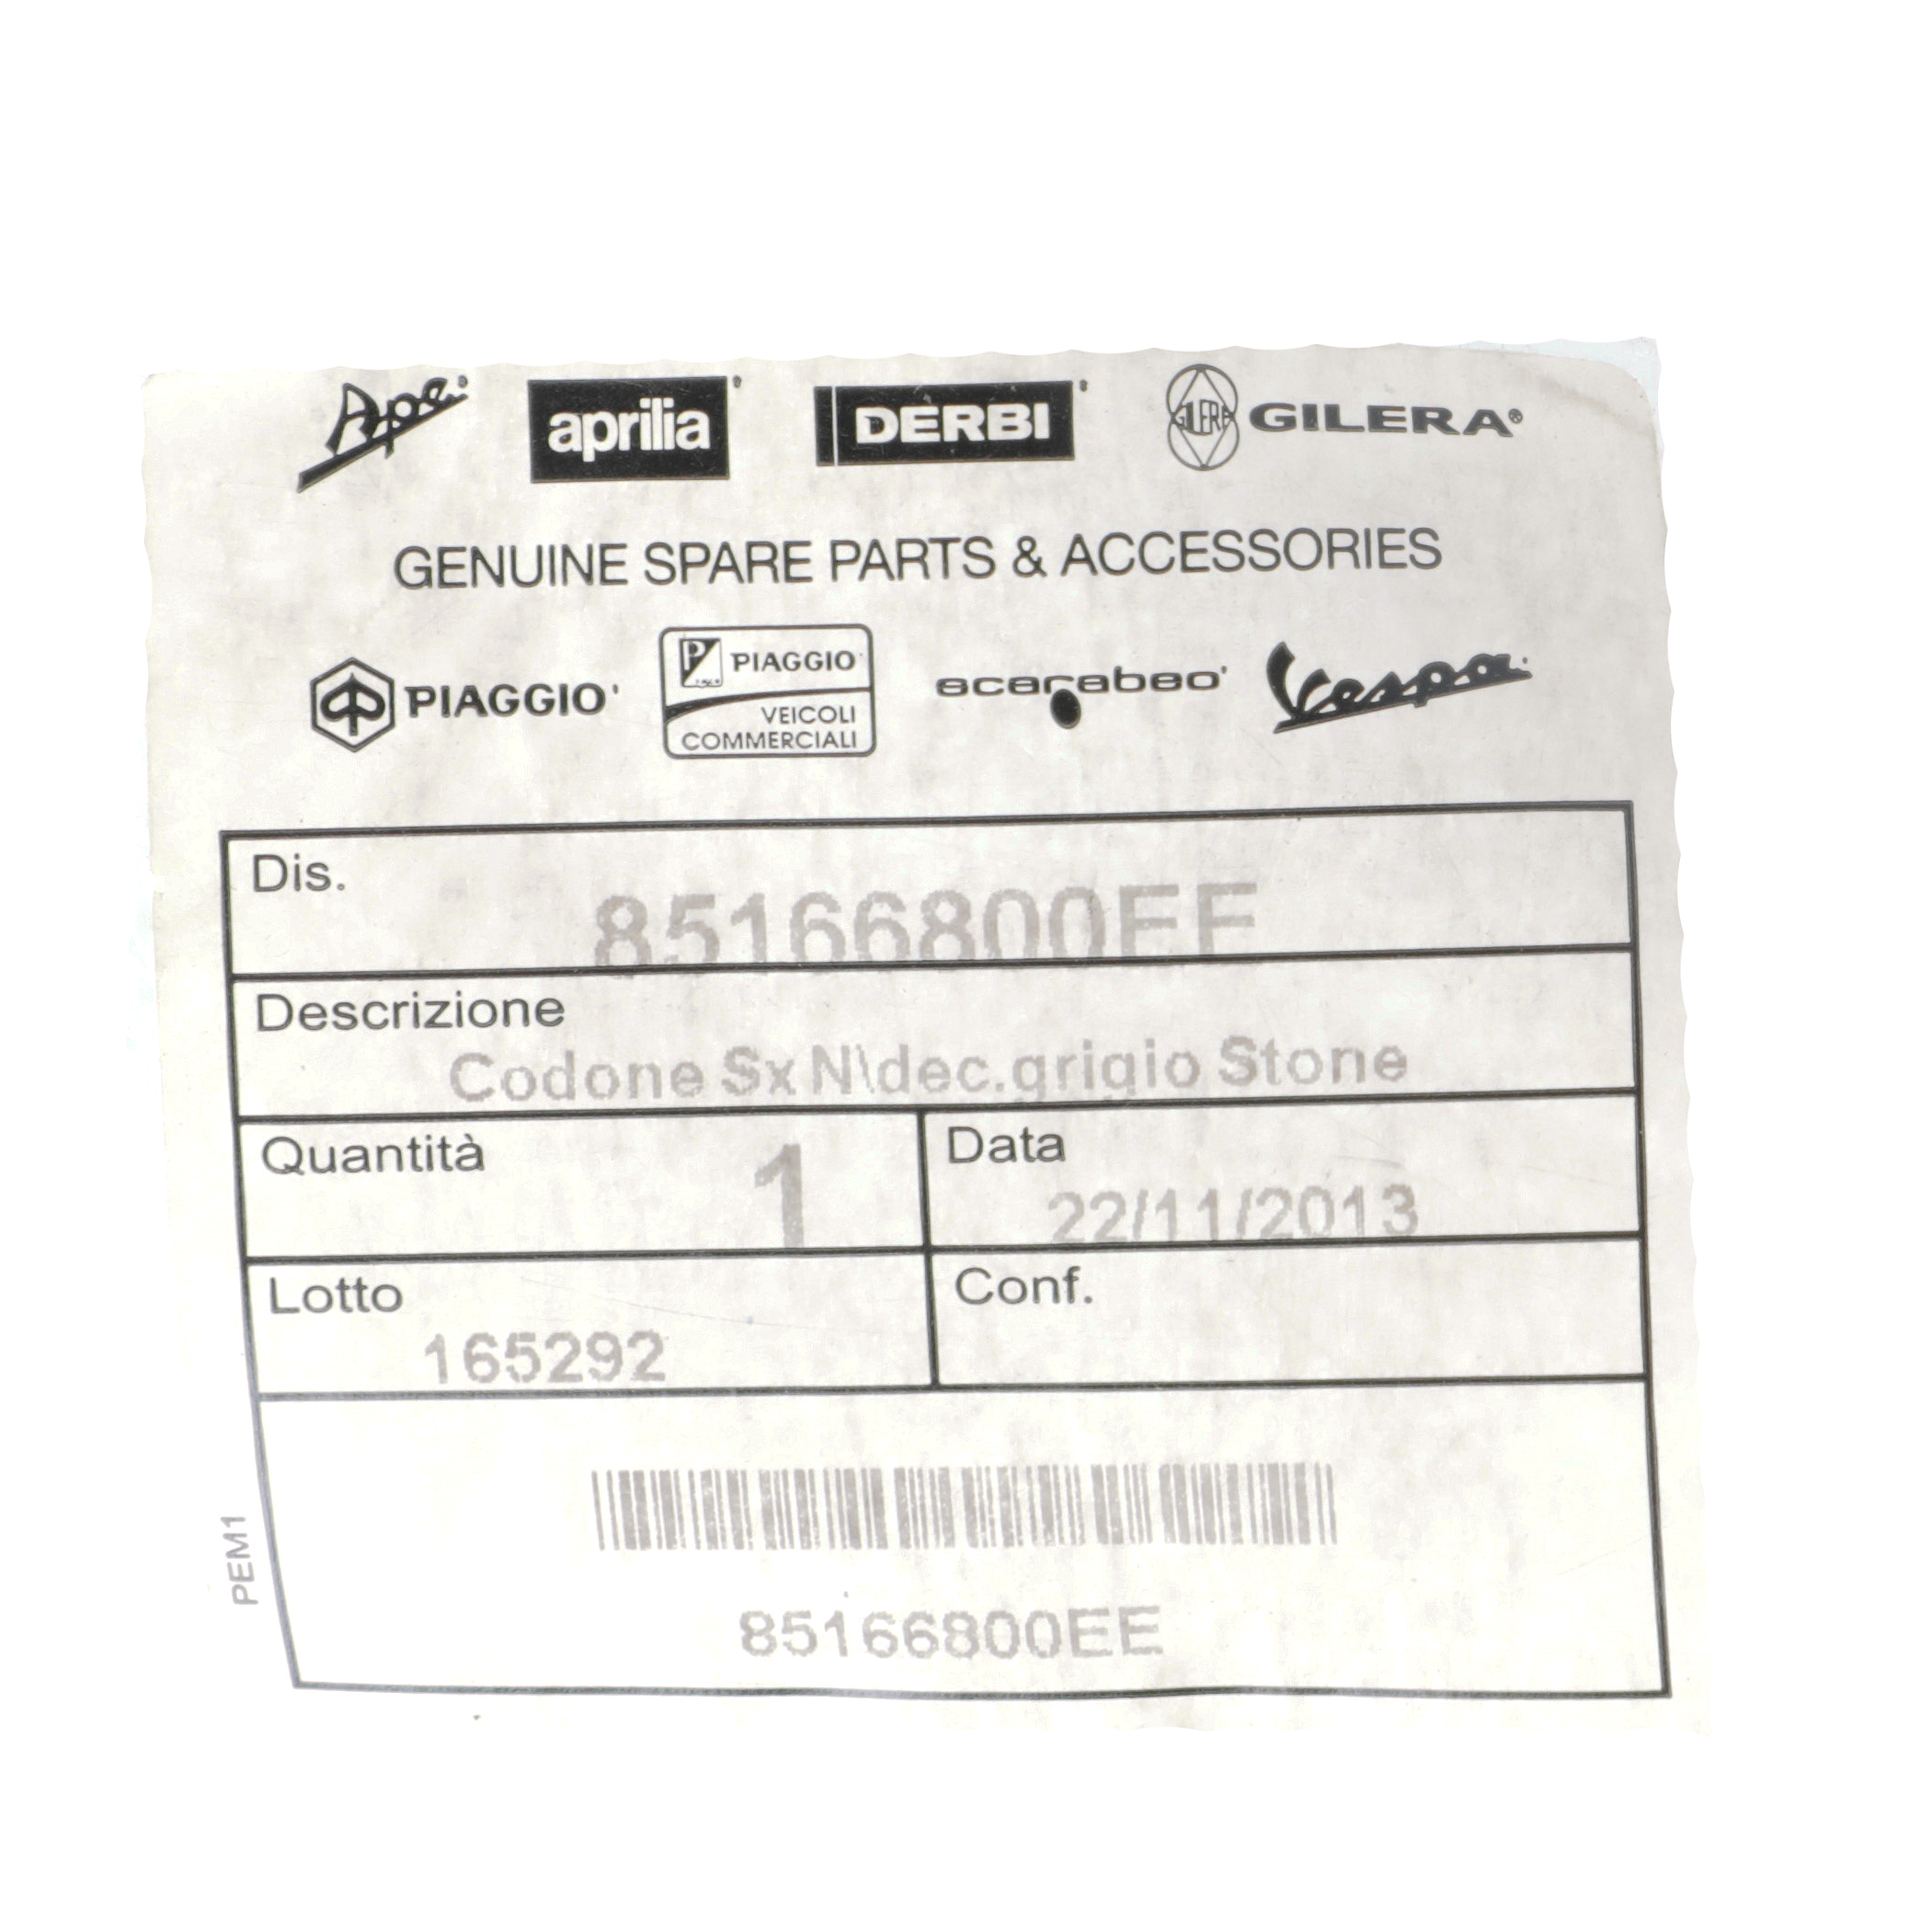 Ape
aprilia DERBI GILERA GILERA®
GENUINE SPARE PARTS & ACCESSORIES
PIAGGIO P PIAGGIO scarabeo Vespa
VEICOLI
COMMERCIALI
Dis.
85166800EE
Descrizione
Codone Sx N\dec.grigio Stone
Quantità 1
Data
22/11/2013
Lotto
165292
Conf.
PEM1
85166800EE